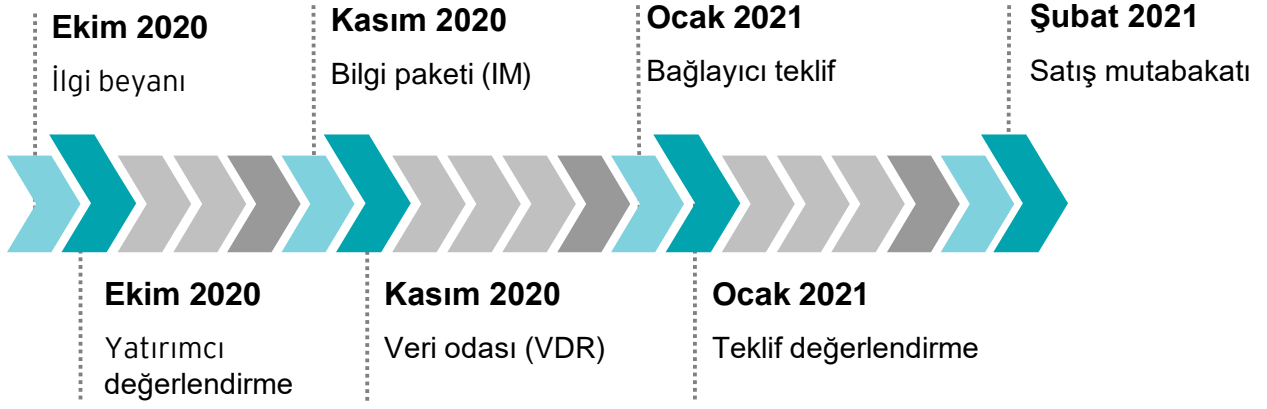 Ekim 2020
İlgi beyanı
Kasım 2020
Bilgi paketi (IM)
Ocak 2021
Bağlayıcı teklif
Şubat 2021
Satış mutabakatı
Ekim 2020
Yatırımcı
değerlendirme
Kasım 2020
Veri odası (VDR)
Ocak 2021
Teklif değerlendirme